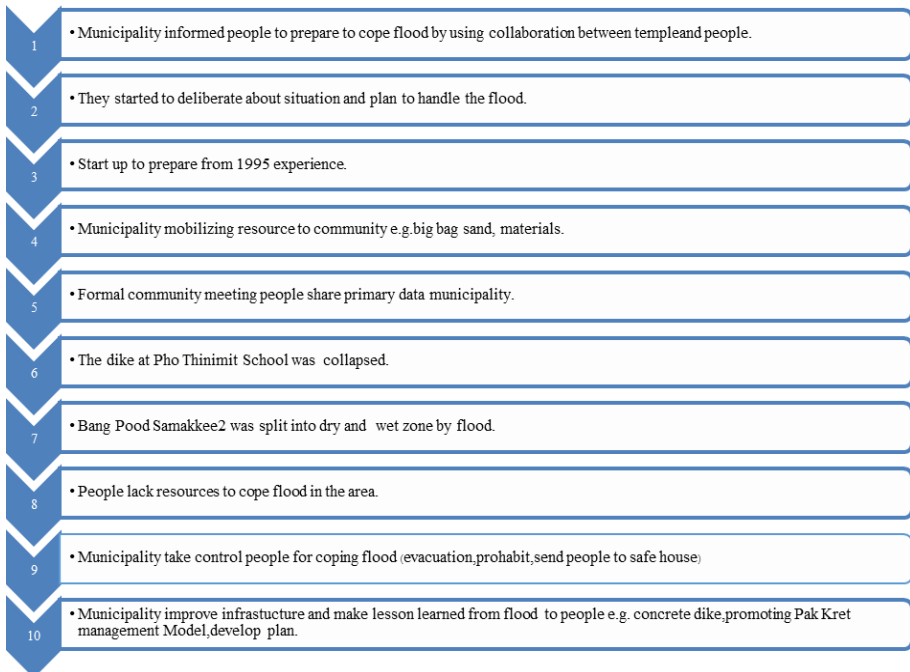 1
• Municipality informed people to prepare to cope flood by using collaboration between templeand people.
2
• They started to deliberate about situation and plan to handle the flood.
3
• Start up to prepare from 1995 experience.
4
• Municipality mobilizing resource to community e.g.big bag sand, materials.
5
• Formal community meeting people share primary data municipality.
6
• The dike at Pho Thinimit School was collapsed.
7
• Bang Pood Samakkee2 was split into dry and wet zone by flood.
8
• People lack resources to cope flood in the area.
9
• Municipality take control people for coping flood (evacuation,prohabit,send people to safe house)
10
• Municipality improve infrastucture and make lesson learned from flood to people e.g. concrete dike,promoting Pak Kret
management Model,develop plan.